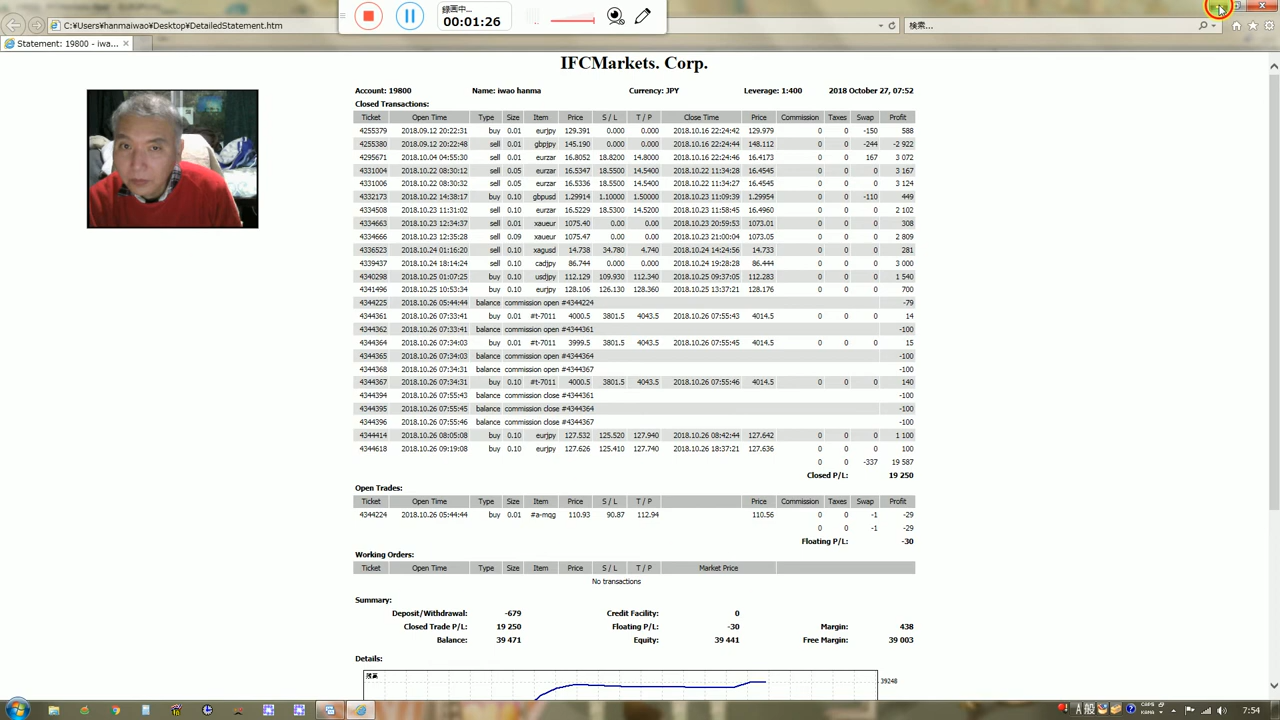 C:¥Users¥hanmaiwao¥Desktop¥DetailedStatement.htm
録画中...
00:01:26
検索...
Statement: 19800 - iwa...
IFCMarkets. Corp.
Account: 19800 Name: iwao hanma Currency: JPY Leverage: 1:400 2018 October 27, 07:52
Closed Transactions:
Ticket Open Time Type Size Item Price S / L T / P Close Time Price Commission Taxes Swap Profit
4255379 2018.09.12 20:22:31 buy 0.01 eurjpy 129.391 0.000 0.000 2018.10.16 22:24:42 129.979 0 0 -150 588
4255380 2018.09.12 20:22:48 sell 0.01 gbpjpy 145.190 0.000 0.000 2018.10.16 22:24:44 148.112 0 0 -244 -2 922
4295671 2018.10.04 04:55:30 sell 0.01 eurzar 16.8052 18.8200 14.8000 2018.10.16 22:24:46 16.4173 0 0 167 3 072
4331004 2018.10.22 08:30:12 sell 0.05 eurzar 16.5347 18.5500 14.5400 2018.10.22 11:34:28 16.4545 0 0 0 3 167
4331006 2018.10.22 08:30:32 sell 0.05 eurzar 16.5336 18.5500 14.5400 2018.10.22 11:34:27 16.4545 0 0 0 3 124
4332173 2018.10.22 14:38:17 buy 0.10 gbpusd 1.29914 1.10000 1.50000 2018.10.23 11:09:39 1.29954 0 0 -110 449
4334508 2018.10.23 11:31:02 sell 0.10 eurzar 16.5229 18.5300 14.5200 2018.10.23 11:58:45 16.4960 0 0 0 2 102
4334663 2018.10.23 12:34:37 sell 0.01 xaueur 1075.40 0.00 0.00 2018.10.23 20:59:53 1073.01 0 0 0 308
4334666 2018.10.23 12:35:28 sell 0.09 xaueur 1075.47 0.00 0.00 2018.10.23 21:00:04 1073.05 0 0 0 2 809
4336523 2018.10.24 01:16:20 sell 0.10 xagusd 14.738 34.780 4.740 2018.10.24 14:24:56 14.733 0 0 0 281
4339437 2018.10.24 18:14:24 sell 0.10 cadjpy 86.744 0.000 0.000 2018.10.24 19:28:28 86.444 0 0 0 3 000
4340298 2018.10.25 01:07:25 buy 0.10 usdjpy 112.129 109.930 112.340 2018.10.25 09:37:05 112.283 0 0 0 1 540
4341496 2018.10.25 10:53:34 buy 0.10 eurjpy 128.106 126.130 128.360 2018.10.25 13:37:21 128.176 0 0 0 700
4344225 2018.10.26 05:44:44 balance commission open #4344224 -79
4344361 2018.10.26 07:33:41 buy 0.01 #t-7011 4000.5 3801.5 4043.5 2018.10.26 07:55:43 4014.5 0 0 0 14
4344362 2018.10.26 07:33:41 balance commission open #4344361 -100
4344364 2018.10.26 07:34:03 buy 0.01 #t-7011 3999.5 3801.5 4043.5 2018.10.26 07:55:45 4014.5 0 0 0 15
4344365 2018.10.26 07:34:03 balance commission open #4344364 -100
4344368 2018.10.26 07:34:31 balance commission open #4344367 -100
4344367 2018.10.26 07:34:31 buy 0.10 #t-7011 4000.5 3801.5 4043.5 2018.10.26 07:55:46 4014.5 0 0 0 140
4344394 2018.10.26 07:55:43 balance commission close #4344361 -100
4344395 2018.10.26 07:55:45 balance commission close #4344364 -100
4344396 2018.10.26 07:55:46 balance commission close #4344367 -100
4344414 2018.10.26 08:05:08 buy 0.10 eurjpy 127.532 125.520 127.940 2018.10.26 08:42:44 127.642 0 0 0 1 100
4344618 2018.10.26 09:19:08 buy 0.10 eurjpy 127.626 125.410 127.740 2018.10.26 18:37:21 127.636 0 0 0 100
0 0 -337 19 587
Closed P/L: 19 250
Open Trades:
Ticket Open Time Type Size Item Price S / L T / P Price Commission Taxes Swap Profit
4344224 2018.10.26 05:44:44 buy 0.01 #a-mqg 110.93 90.87 112.94 110.56 0 0 -1 -29
0 0 -1 -29
Floating P/L: -30
Working Orders:
Ticket Open Time Type Size Item Price S / L T / P Market Price
No transactions
Summary:
Deposit/Withdrawal: -679 Credit Facility: 0
Closed Trade P/L: 19 250 Floating P/L: -30 Margin: 438
Balance: 39 471 Equity: 39 441 Free Margin: 39 003
Details:
残高
39248
A 般
CAPS
KANA
7:54